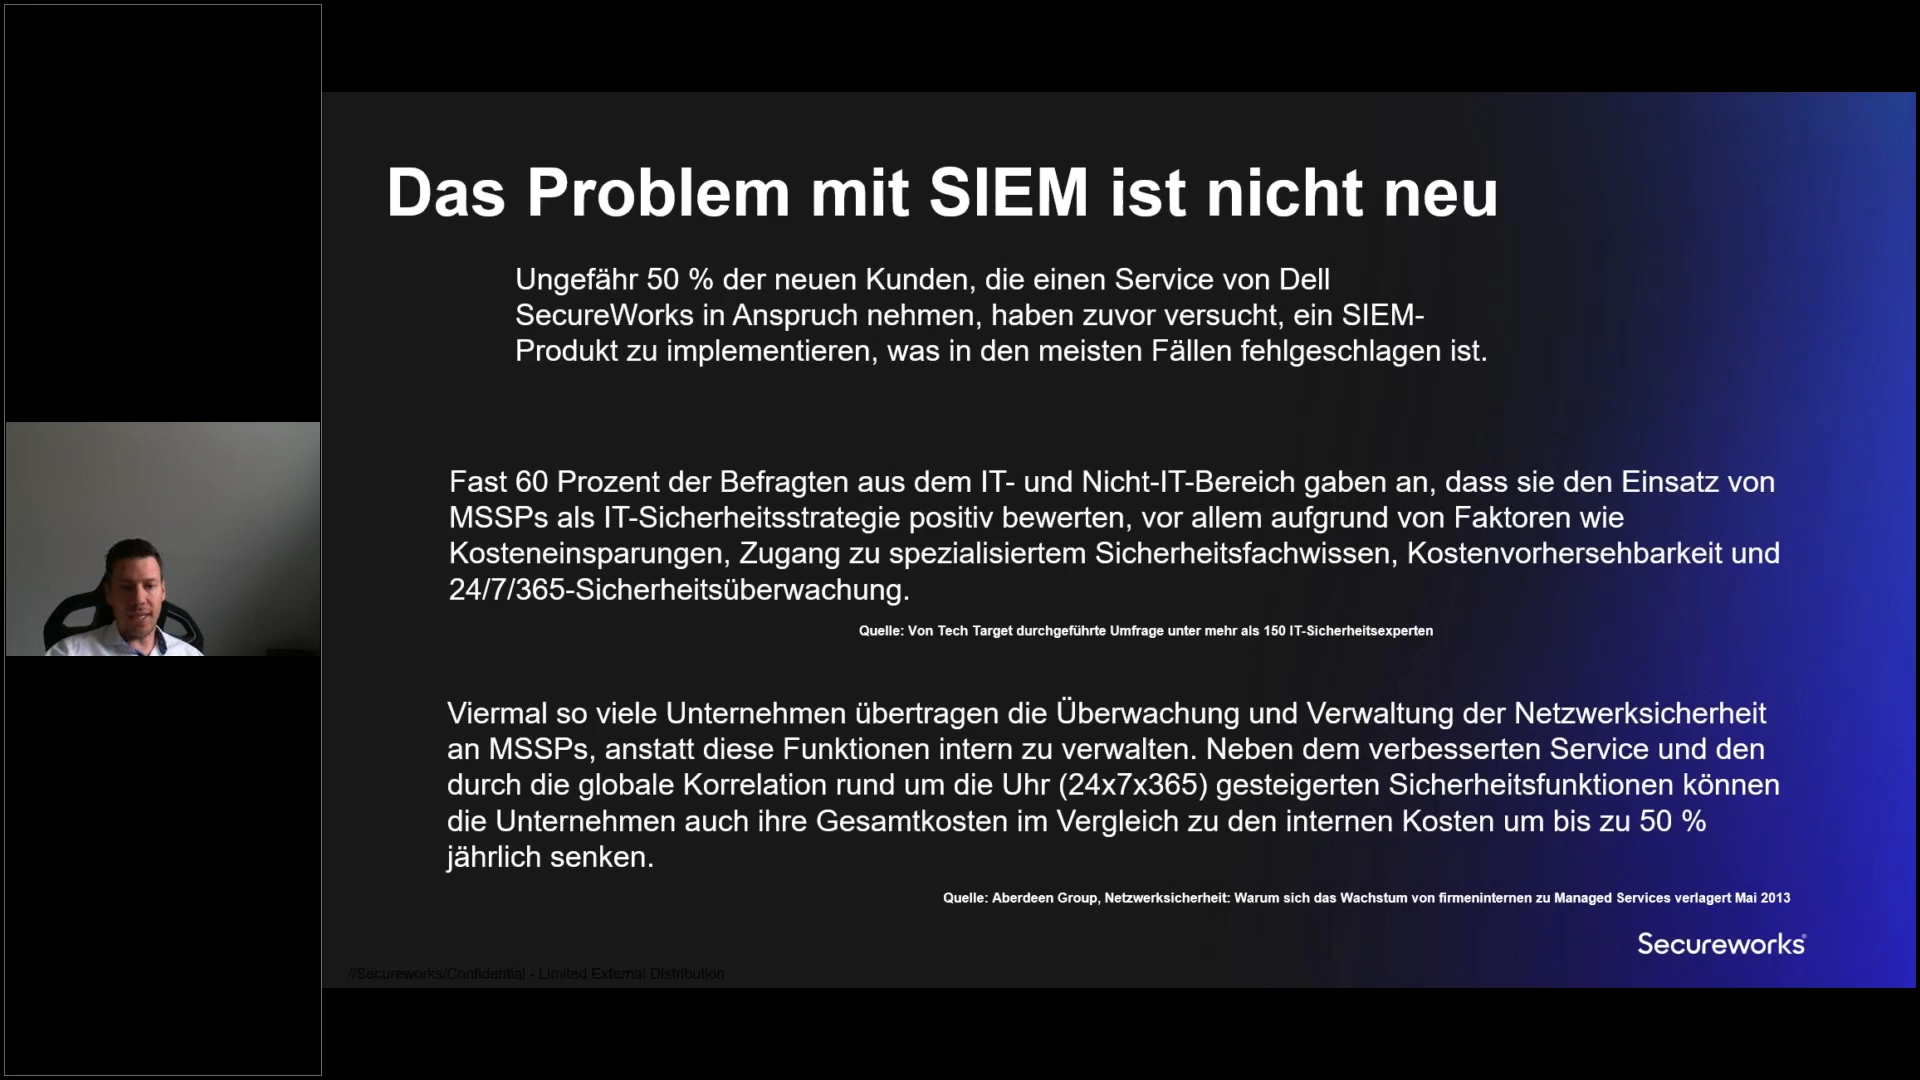 Das Problem mit SIEM ist nicht neu
Ungefähr 50 % der neuen Kunden, die einen Service von Dell
SecureWorks in Anspruch nehmen, haben zuvor versucht, ein SIEM-
Produkt zu implementieren, was in den meisten Fällen fehlgeschlagen ist.
Fast 60 Prozent der Befragten aus dem IT- und Nicht-IT-Bereich gaben an, dass sie den Einsatz von
MSSPs als IT-Sicherheitsstrategie positiv bewerten, vor allem aufgrund von Faktoren wie
Kosteneinsparungen, Zugang zu spezialisiertem Sicherheitsfachwissen, Kostenvorhersehbarkeit und
24/7/365-Sicherheitsüberwachung.
Quelle: Von Tech Target durchgeführte Umfrage unter mehr als 150 IT-Sicherheitsexperten
Viermal so viele Unternehmen übertragen die Überwachung und Verwaltung der Netzwerksicherheit
an MSSPs, anstatt diese Funktionen intern zu verwalten. Neben dem verbesserten Service und den
durch die globale Korrelation rund um die Uhr (24x7x365) gesteigerten Sicherheitsfunktionen können
die Unternehmen auch ihre Gesamtkosten im Vergleich zu den internen Kosten um bis zu 50 %
jährlich senken.
Quelle: Aberdeen Group, Netzwerksicherheit: Warum sich das Wachstum von firmeninternen zu Managed Services verlagert Mai 2013
Secureworks
//Secureworks/Confidential - Limited External Distribution